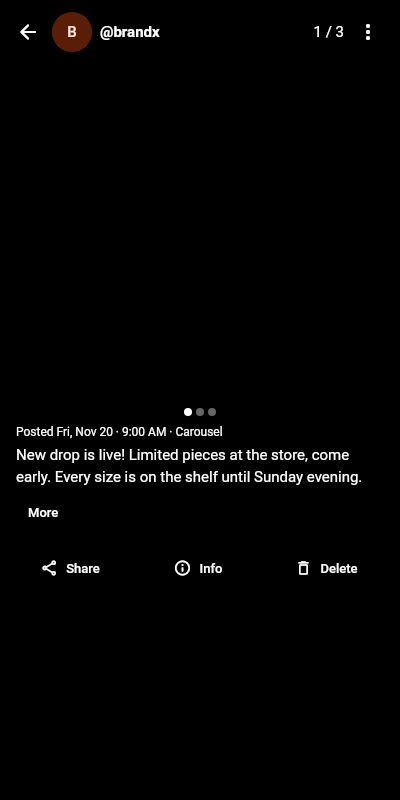 B
@brandx
1 / 3
Posted Fri, Nov 20 · 9:00 AM · Carousel
New drop is live! Limited pieces at the store, come
early. Every size is on the shelf until Sunday evening.
More
Share
Info
Delete